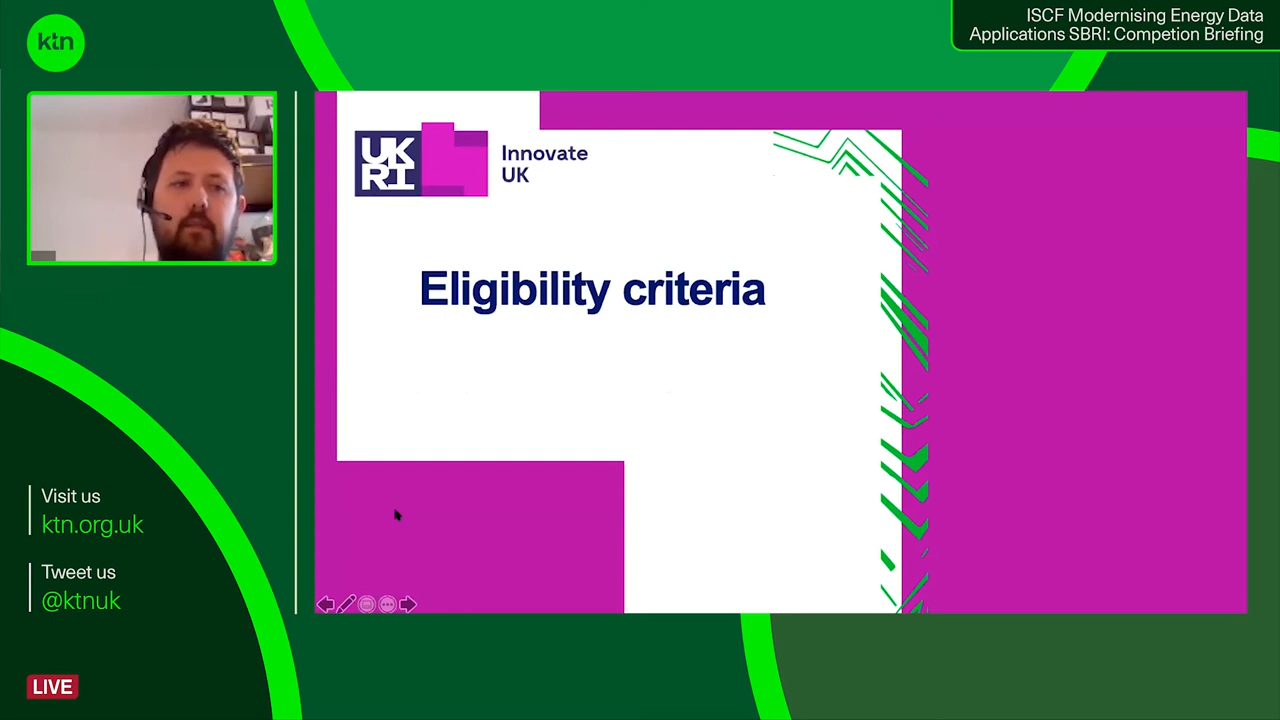 ktn
ISCF Modernising Energy Data
Applications SBRI: Competion Briefing
UK
RI
Innovate
UK
Eligibility criteria
Visit us
ktn.org.uk
Tweet us
@ktnuk
LIVE